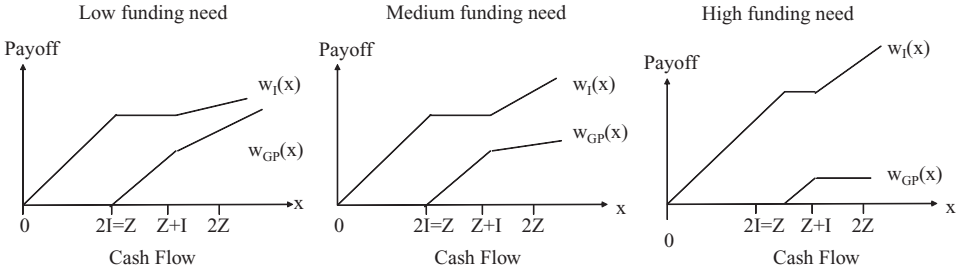 Low funding need
Payoff
w_I(x)
w_GP(x)
x
0
2I=Z
Z+I
2Z
Cash Flow
Medium funding need
Payoff
w_I(x)
w_GP(x)
x
0
2I=Z
Z+I
2Z
Cash Flow
High funding need
Payoff
w_I(x)
w_GP(x)
x
0
2I=Z
Z+I
2Z
Cash Flow